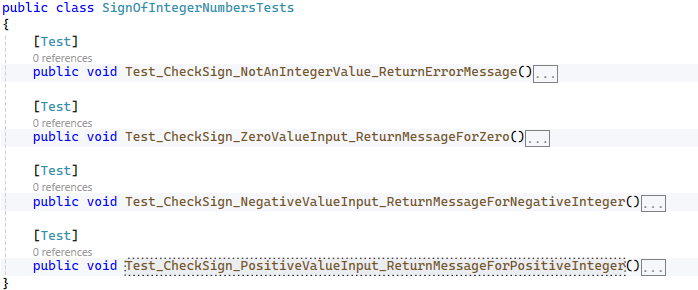 public class SignOfIntegerNumbersTests
{
[Test]
0 references
public void Test_CheckSign_NotAnIntegerValue_ReturnErrorMessage()...
[Test]
0 references
public void Test_CheckSign_ZeroValueInput_ReturnMessageForZero()...
[Test]
0 references
public void Test_CheckSign_NegativeValueInput_ReturnMessageForNegativeInteger()...
[Test]
0 references
public void Test_CheckSign_PositiveValueInput_ReturnMessageForPositiveInteger()...
}